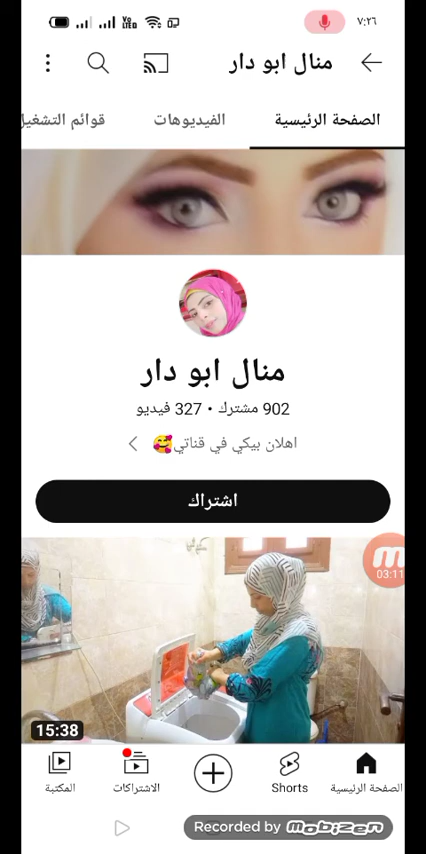 ٧:٢٦
منال ابو دار
الصفحة الرئيسية
الفيديوهات
قوائم التشغيل
منال ابو دار
902 مشترك • 327 فيديو
اهلان بيكي في قناتي🥰
اشتراك
03:11
15:38
الصفحة الرئيسية
Shorts
الاشتراكات
المكتبة
Recorded by mobizen